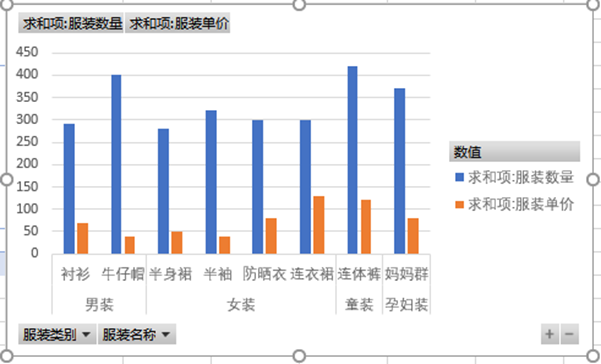 求和项:服装数量 求和项:服装单价
450
400
350
300
250
200
150
100
50
0
数值
求和项:服装数量
求和项:服装单价
衬衫 牛仔帽 半身裙 半袖 防晒衣 连衣裙 连体裤 妈妈群
男装 女装 童装 孕妇装
服装类别 服装名称